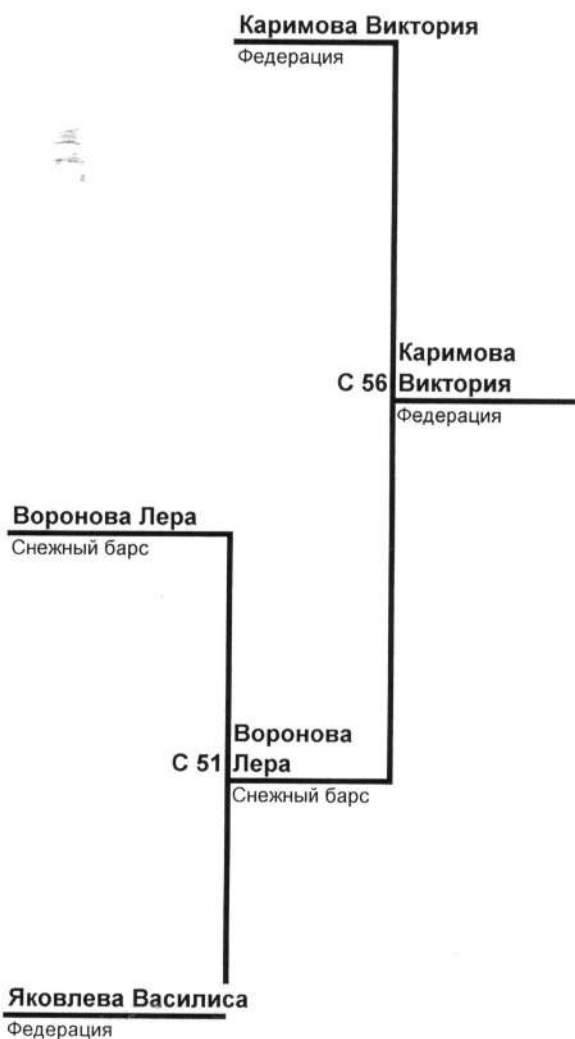 Каримова Виктория
Федерация
Каримова
С 56 Виктория
Федерация
Воронова Лера
Снежный барс
Воронова
С 51 Лера
Снежный барс
Яковлева Василиса
Федерация